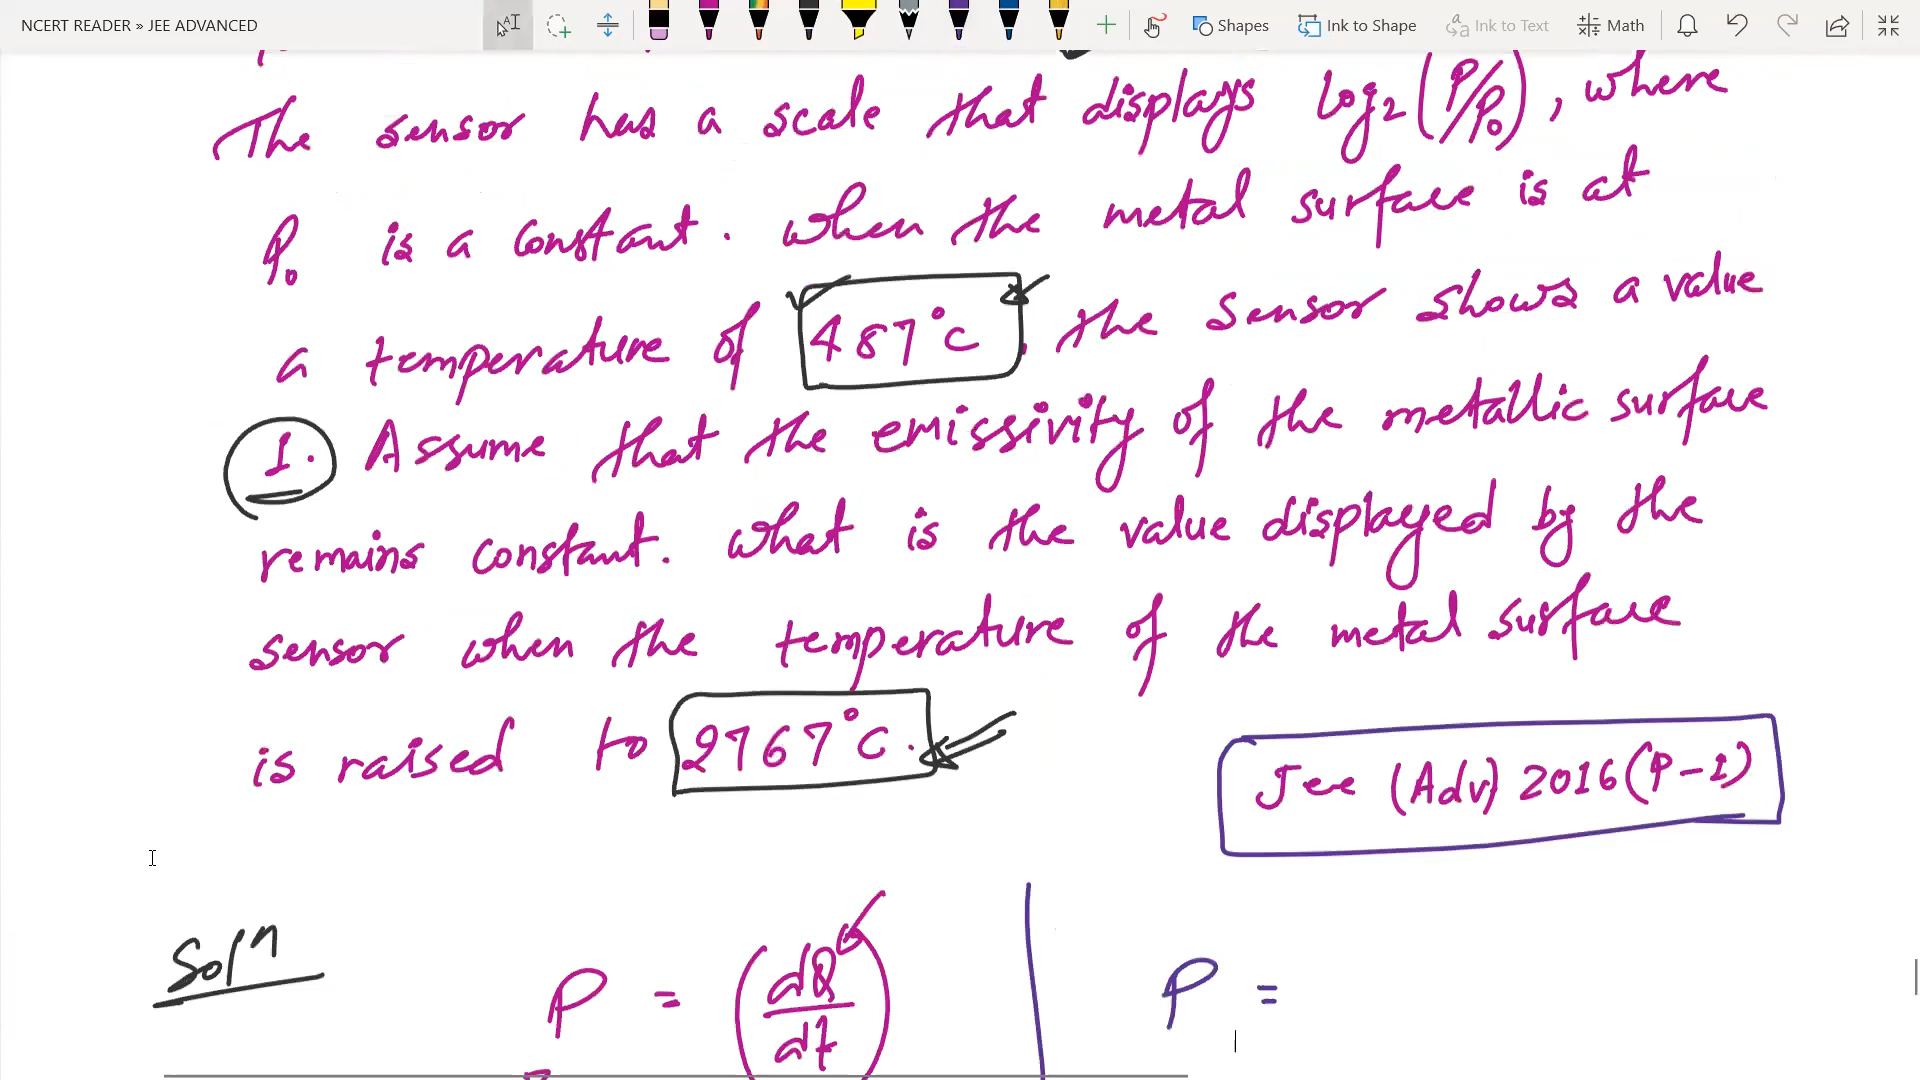 NCERT READER » JEE ADVANCED
Shapes Ink to Shape Ink to Text Math
The sensor has a scale that displays log₂(P/P₀), where
P₀ is a constant. when the metal surface is at
a temperature of 487°C, the sensor shows a value
1. Assume that the emissivity of the metallic surface
remains constant. what is the value displayed by the
sensor when the temperature of the metal surface
is raised to 2767°C.
Jee (Adv) 2016 (P-1)
Solⁿ
P = (dQ/dt)
P =